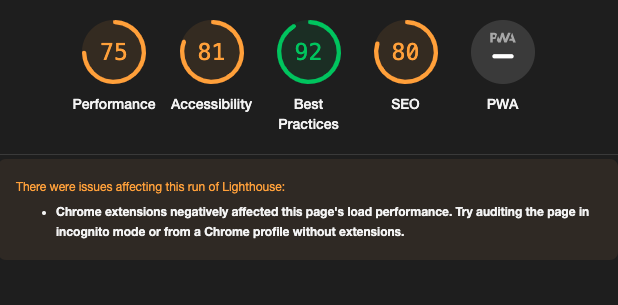 75 81 92 80 PWA
Performance Accessibility Best Practices SEO PWA
There were issues affecting this run of Lighthouse:
• Chrome extensions negatively affected this page's load performance. Try auditing the page in
incognito mode or from a Chrome profile without extensions.